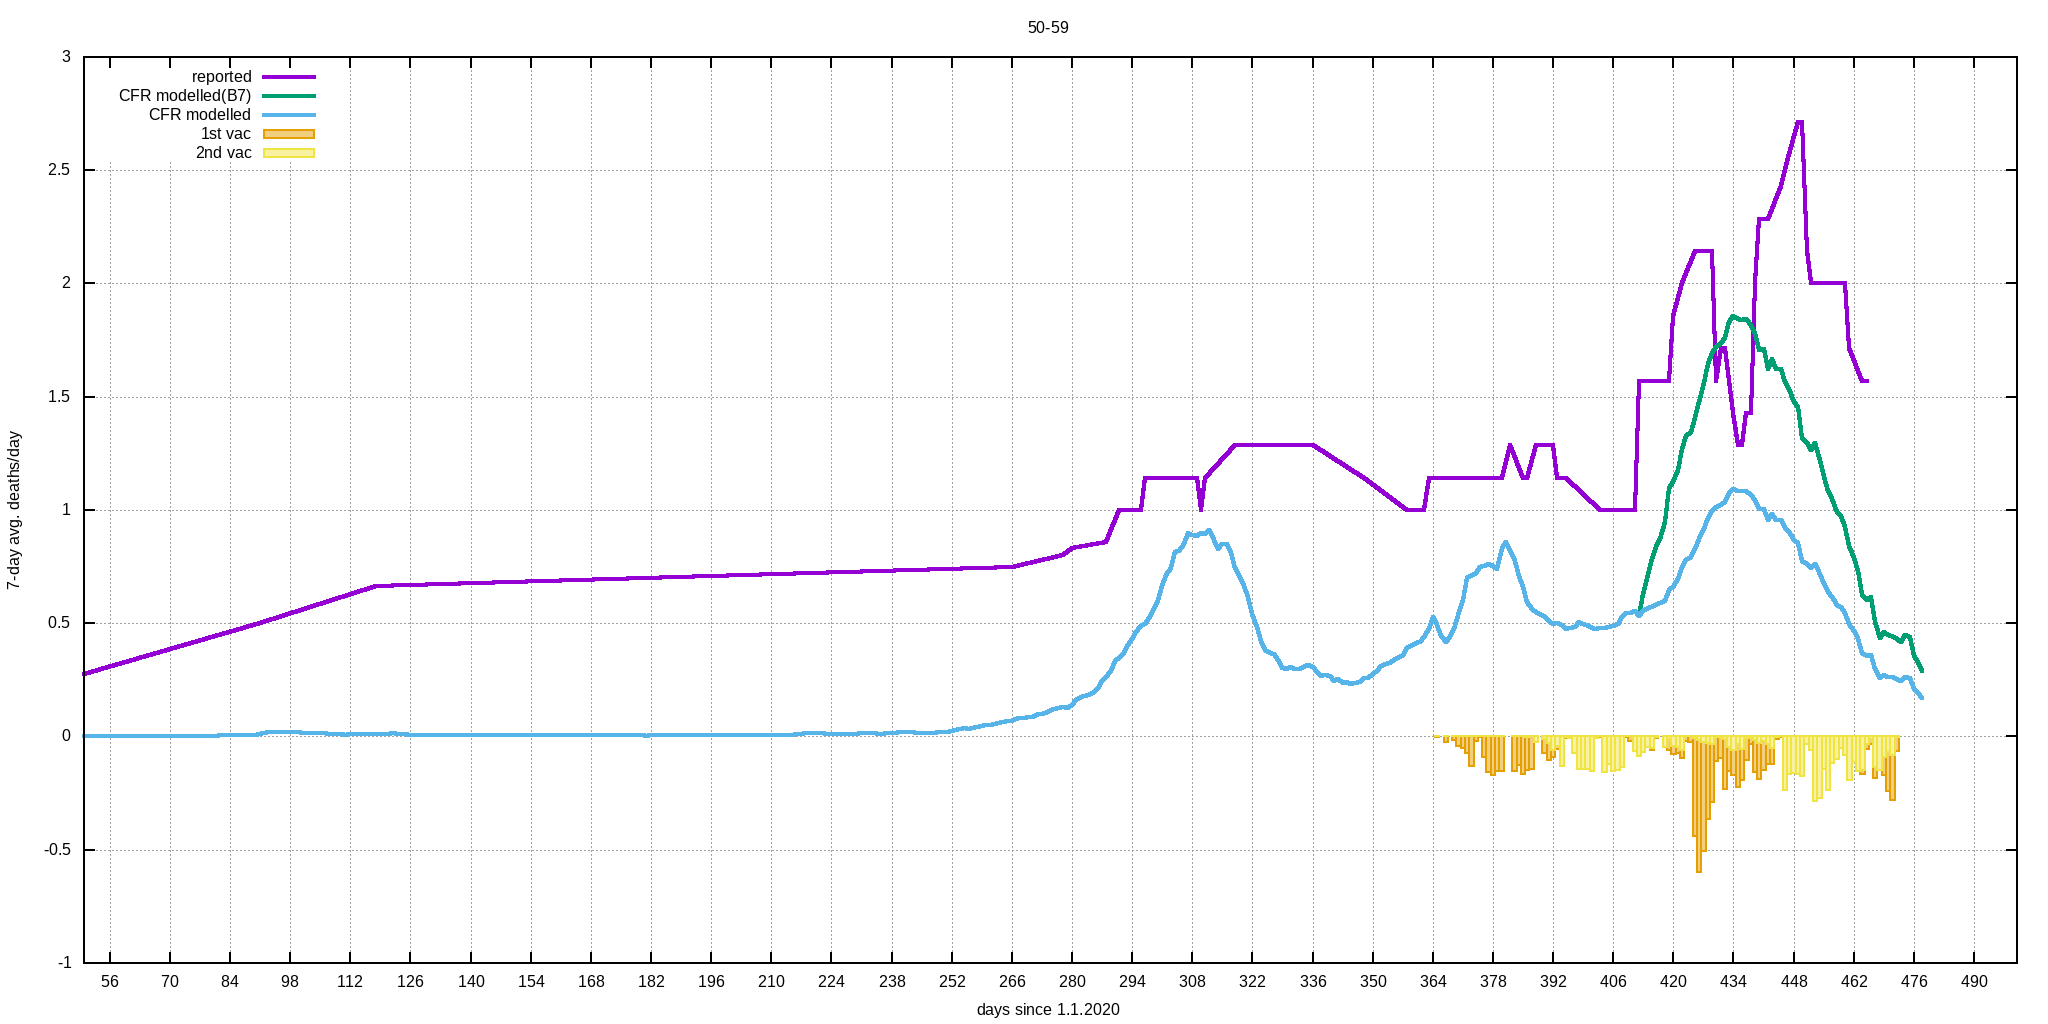 50-59
reported
CFR modelled(B7)
CFR modelled
1st vac
2nd vac
3
2.5
2
1.5
1
0.5
0
-0.5
-1
7-day avg. deaths/day
56 70 84 98 112 126 140 154 168 182 196 210 224 238 252 266 280 294 308 322 336 350 364 378 392 406 420 434 448 462 476 490
days since 1.1.2020